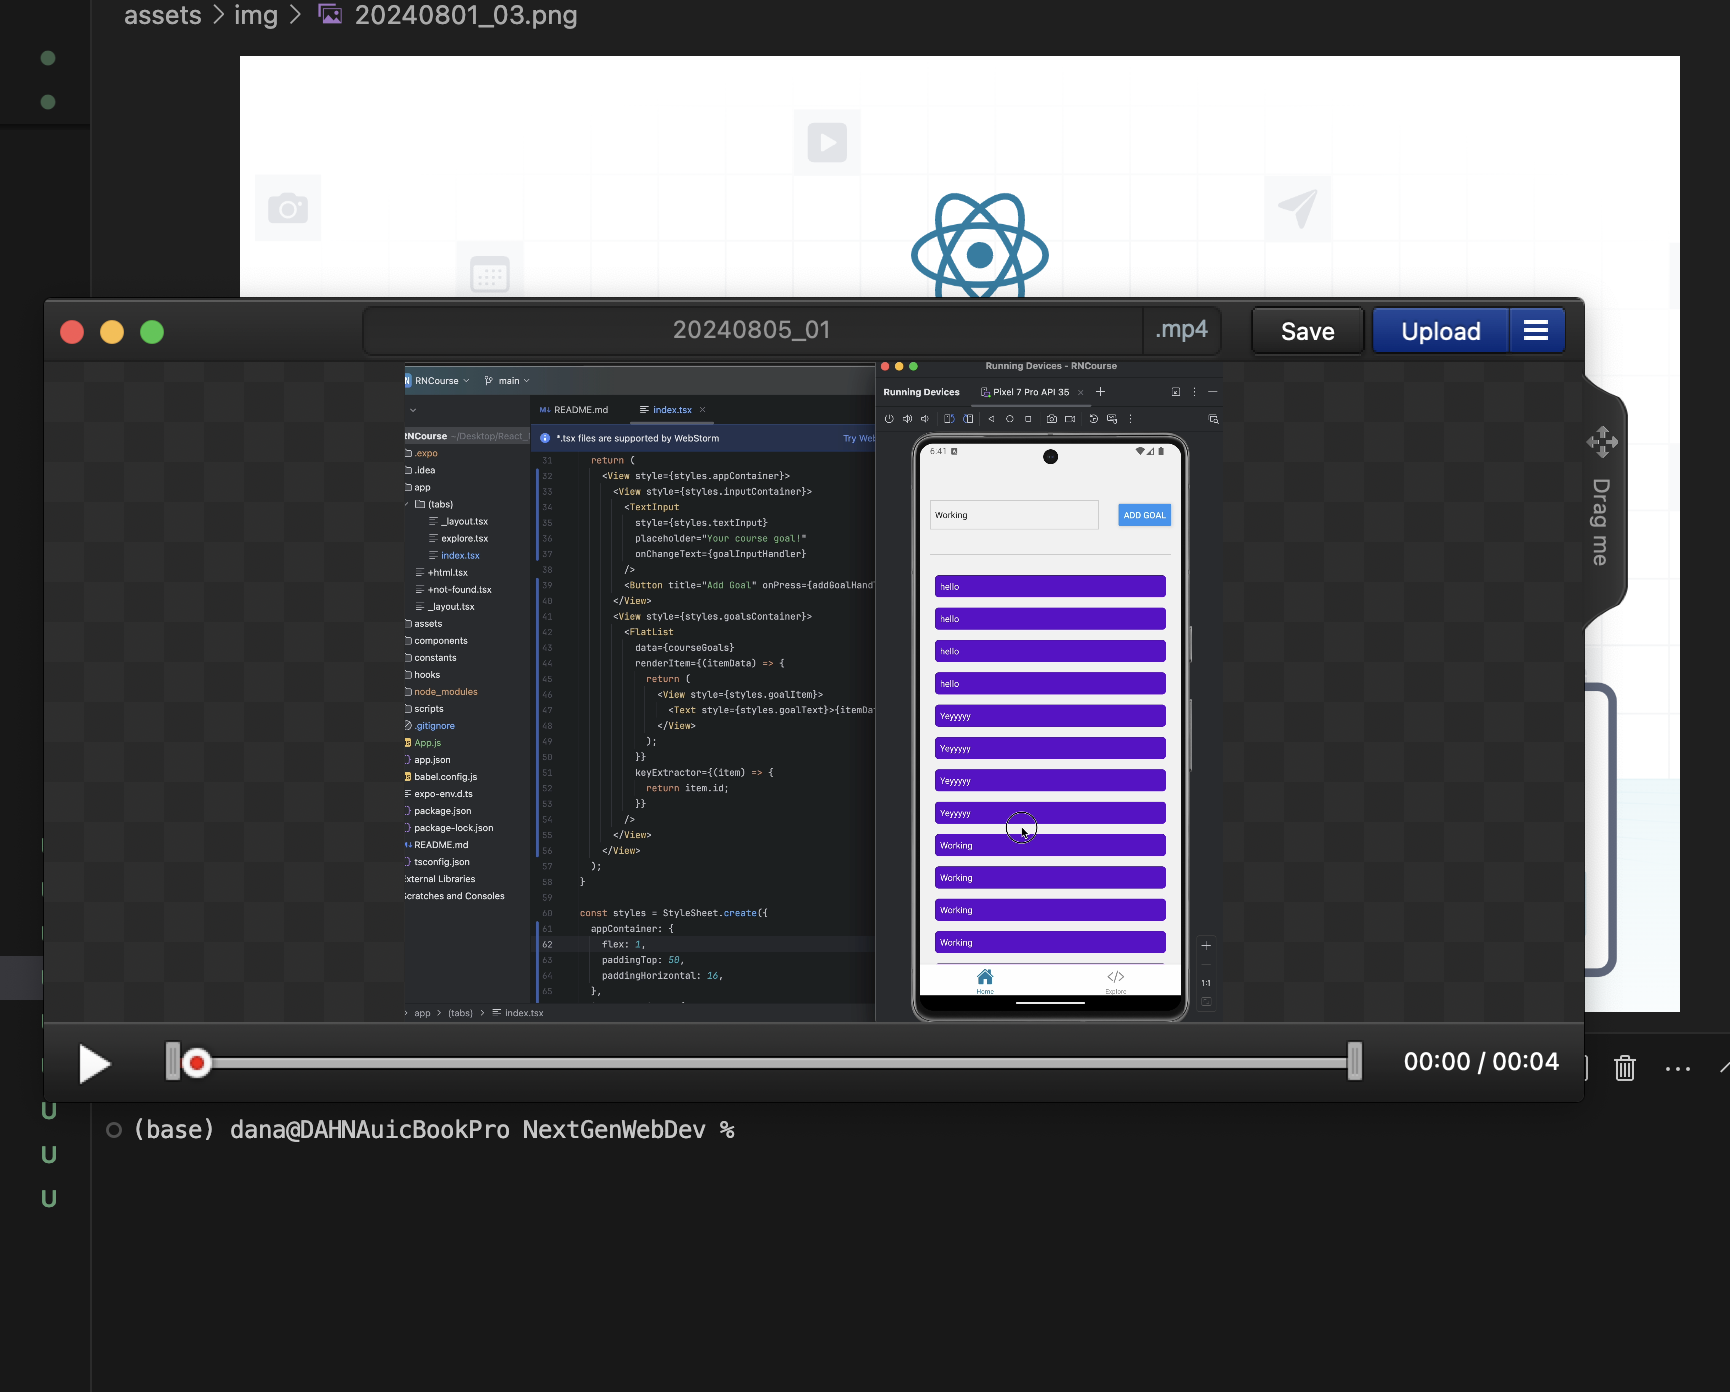 assets > img > 20240801_03.png
20240805_01
.mp4
Save
Upload
Drag me
RNCourse
main
README.md
index.tsx
*.tsx files are supported by WebStorm
RNCourse ~/Desktop/React_
.expo
.idea
app
(tabs)
_layout.tsx
explore.tsx
index.tsx
+html.tsx
+not-found.tsx
_layout.tsx
assets
components
constants
hooks
node_modules
scripts
.gitignore
App.js
app.json
babel.config.js
expo-env.d.ts
package.json
package-lock.json
README.md
tsconfig.json
31 return (
32 <View style={styles.appContainer}>
33 <View style={styles.inputContainer}>
34 <TextInput
35 style={styles.textInput}
36 placeholder="Your course goal!"
37 onChangeText={goalInputHandler}
38 />
39 <Button title="Add Goal" onPress={addGoalHand
40 </View>
41 <View style={styles.goalsContainer}>
42 <FlatList
43 data={courseGoals}
44 renderItem={(itemData) => {
45 return (
46 <View style={styles.goalItem}>
47 <Text style={styles.goalText}>{itemDa
48 </View>
49 );
50 }}
51 keyExtractor={(item) => {
52 return item.id;
53 }}
54 />
55 </View>
56 </View>
57 );
58 }
59
60 const styles = StyleSheet.create({
61 appContainer: {
62 flex: 1,
63 paddingTop: 50,
64 paddingHorizontal: 16,
65 },
app > (tabs) > index.tsx
Running Devices - RNCourse
Running Devices
Pixel 7 Pro API 35
6:41
Working
ADD GOAL
hello
hello
hello
hello
Yeyyyyy
Yeyyyyy
Yeyyyyy
Yeyyyyy
Working
Working
Working
Working
Home
Explore
1:1
00:00 / 00:04
U
U
U
(base) dana@DAHNAuicBookPro NextGenWebDev %